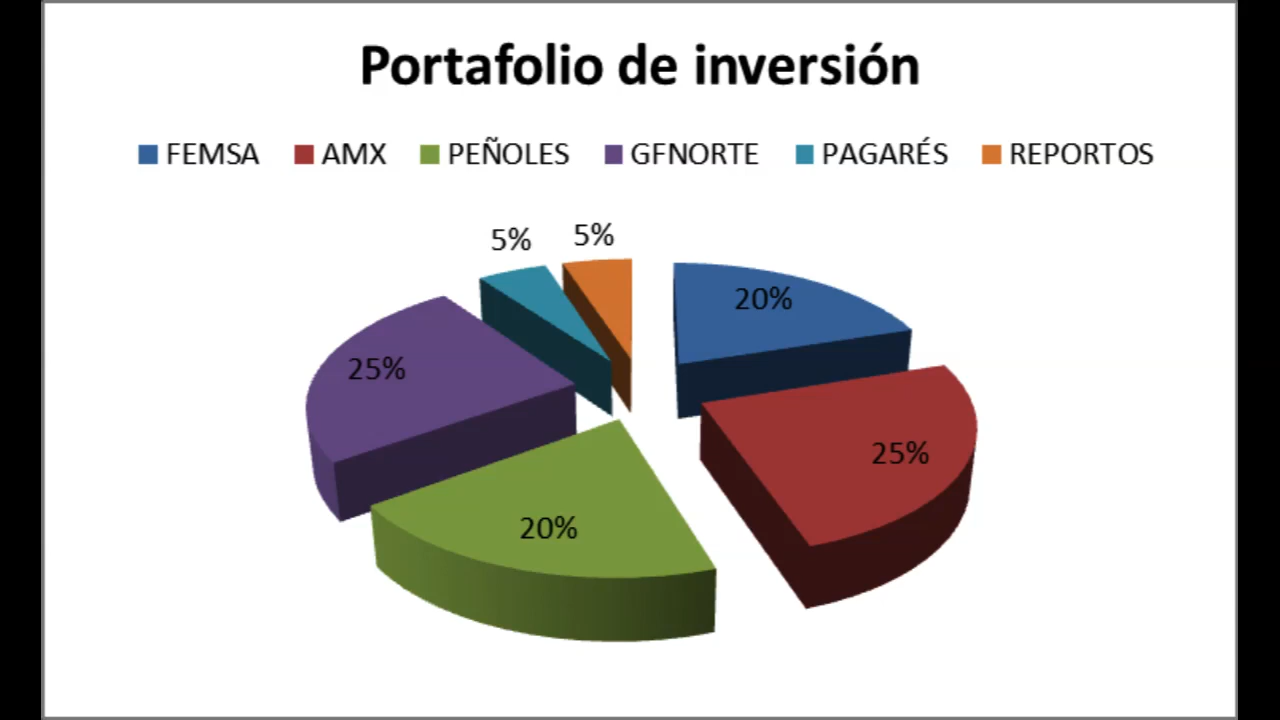 Portafolio de inversión
FEMSA AMX PEÑOLES GFNORTE PAGARÉS REPORTOS
5% 5%
20%
25%
25%
20%